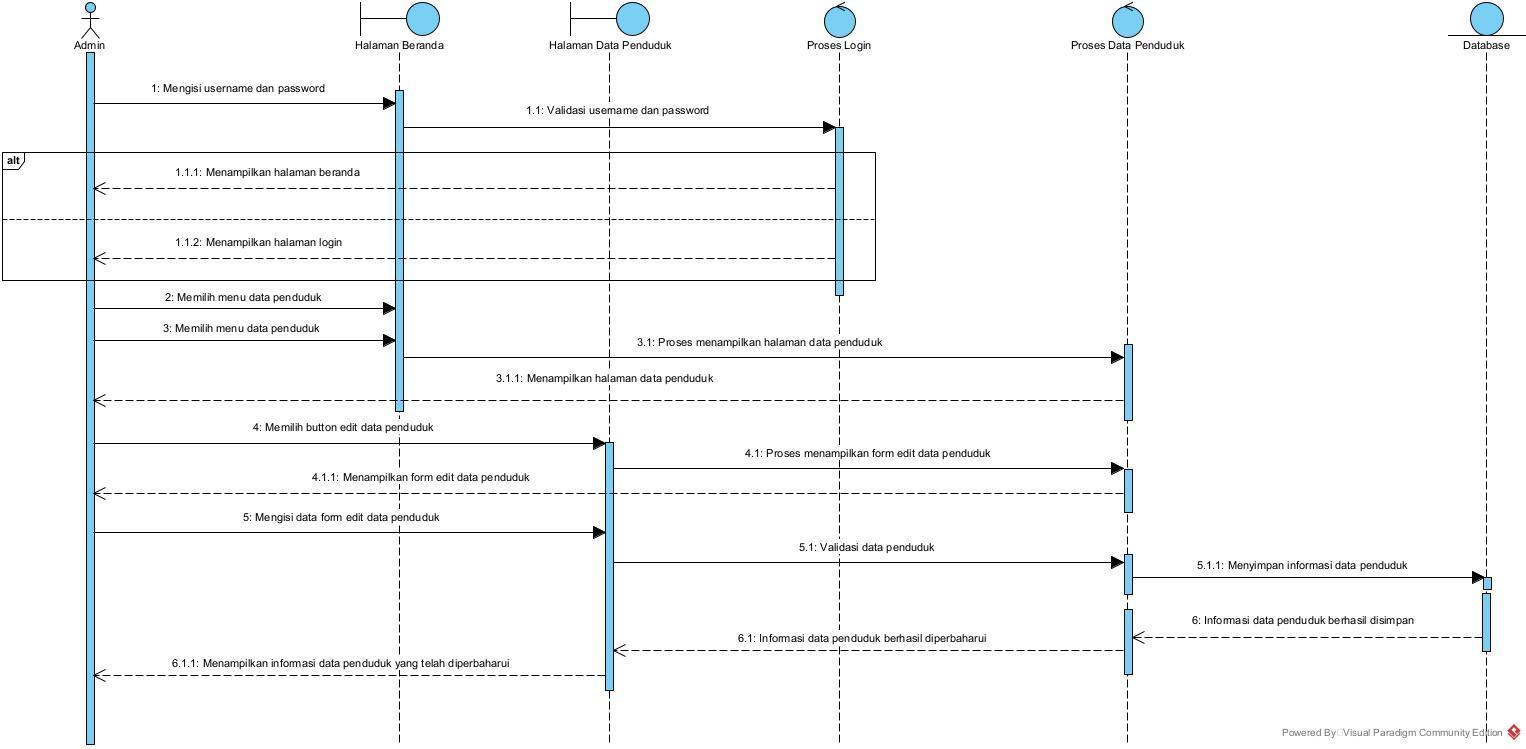 Admin
Halaman Beranda
Halaman Data Penduduk
Proses Login
Proses Data Penduduk
Database
1: Mengisi username dan password
1.1: Validasi username dan password
alt
1.1.1: Menampilkan halaman beranda
1.1.2: Menampilkan halaman login
2: Memilih menu data penduduk
3: Memilih menu data penduduk
3.1: Proses menampilkan halaman data penduduk
3.1.1: Menampilkan halaman data penduduk
4: Memilih button edit data penduduk
4.1: Proses menampilkan form edit data penduduk
4.1.1: Menampilkan form edit data penduduk
5: Mengisi data form edit data penduduk
5.1: Validasi data penduduk
5.1.1: Menyimpan informasi data penduduk
6: Informasi data penduduk berhasil disimpan
6.1: Informasi data penduduk berhasil diperbaharui
6.1.1: Menampilkan informasi data penduduk yang telah diperbaharui
Powered By Visual Paradigm Community Edition